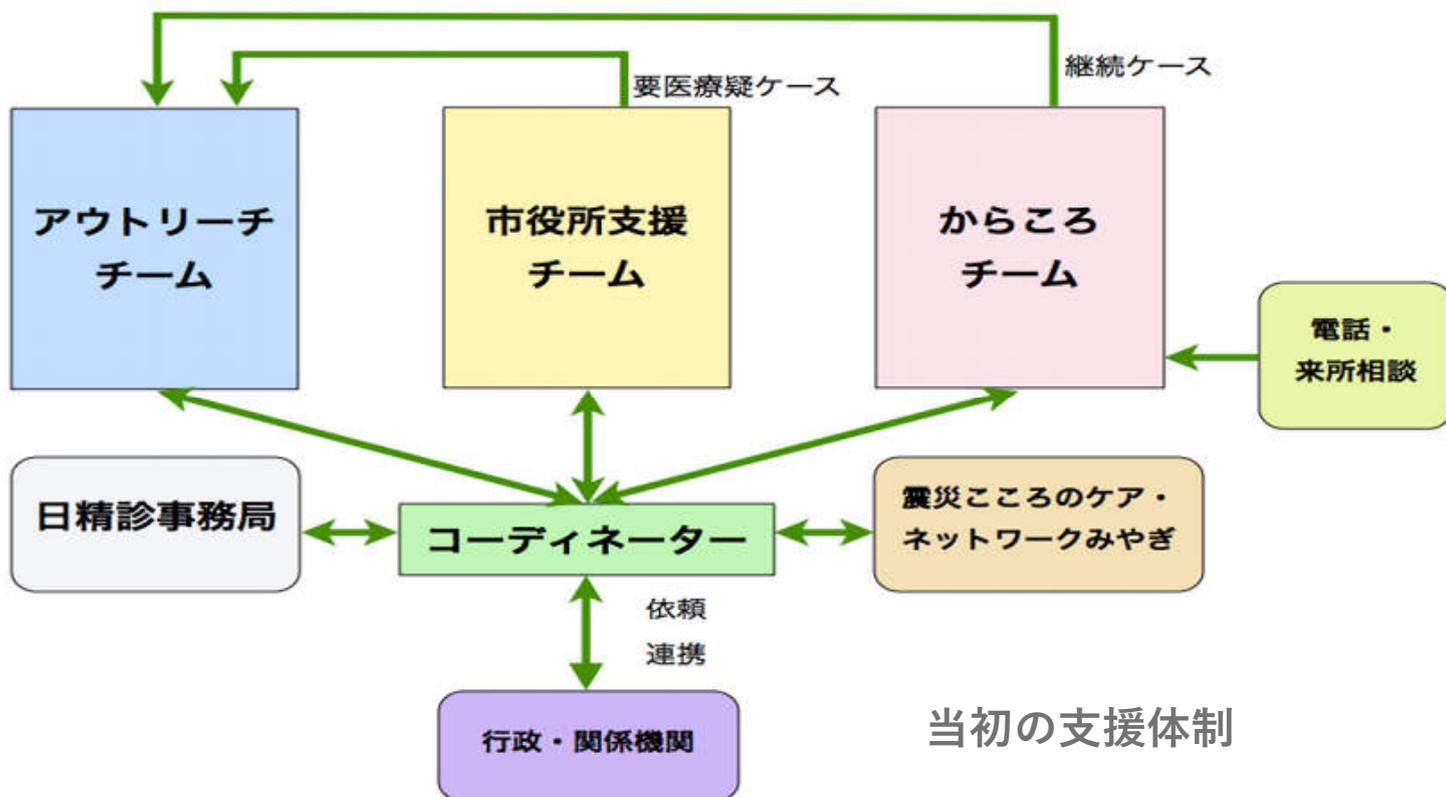 継続ケース
要医療疑ケース
アウトリーチ
チーム
市役所支援
チーム
からころ
チーム
電話・
来所相談
日精診事務局
コーディネーター
震災こころのケア・
ネットワークみやぎ
依頼
連携
行政・関係機関
当初の支援体制